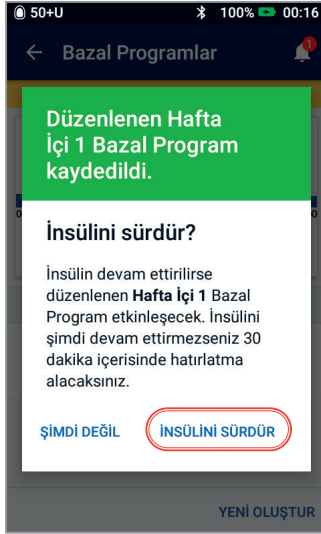 50+U 100% 00:16
Bazal Programlar 1
Düzenlenen Hafta
İçi 1 Bazal Program
kaydedildi.
İnsülini sürdür?
İnsülin devam ettirilirse
düzenlenen Hafta İçi 1 Bazal
Program etkinleşecek. İnsülini
şimdi devam ettirmezseniz 30
dakika içerisinde hatırlatma
alacaksınız.
ŞİMDİ DEĞİL İNSÜLİNİ SÜRDÜR
YENİ OLUŞTUR